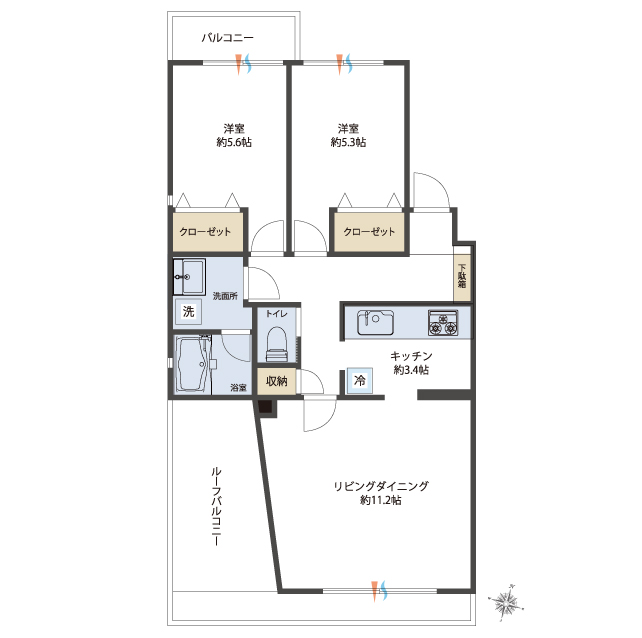 バルコニー
洋室
約5.6帖
洋室
約5.3帖
クローゼット
クローゼット
下駄箱
洗面所
洗
トイレ
キッチン
約3.4帖
浴室
収納
冷
リビングダイニング
約11.2帖
ルーフバルコニー